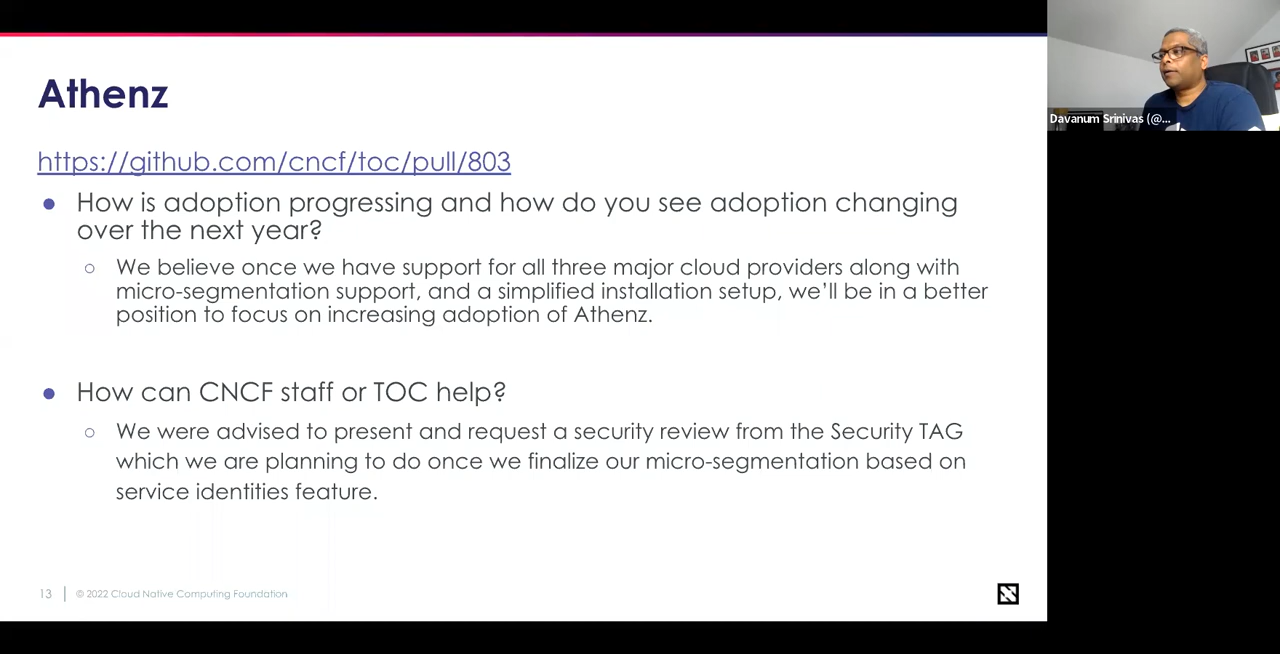 Athenz
https://github.com/cncf/toc/pull/803
● How is adoption progressing and how do you see adoption changing
over the next year?
○ We believe once we have support for all three major cloud providers along with
micro-segmentation support, and a simplified installation setup, we'll be in a better
position to focus on increasing adoption of Athenz.
● How can CNCF staff or TOC help?
○ We were advised to present and request a security review from the Security TAG
which we are planning to do once we finalize our micro-segmentation based on
service identities feature.
13 | © 2022 Cloud Native Computing Foundation
Davanum Srinivas (@...